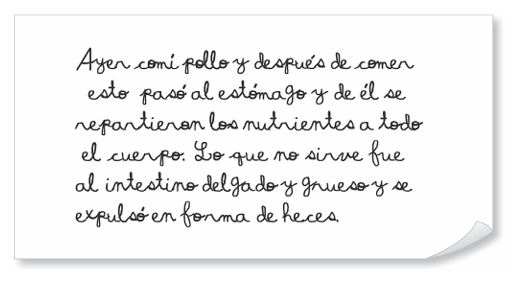 Ayer comí pollo y después de comer
esto pasó al estómago y de él se
repartieron los nutrientes a todo
el cuerpo. Lo que no sirve fue
al intestino delgado y grueso y se
expulsó en forma de heces.